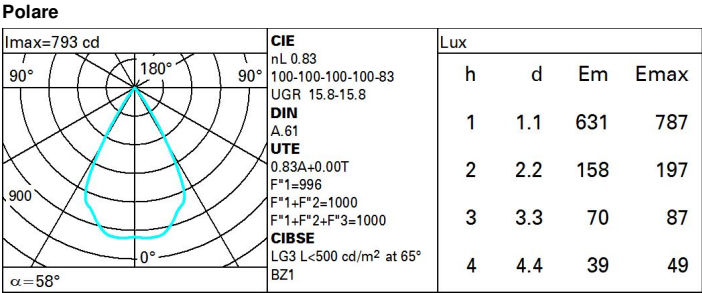 Polare
Imax=793 cd
90° 180° 90°
900
0°
α=58°
CIE
nL 0.83
100-100-100-100-83
UGR 15.8-15.8
DIN
A.61
UTE
0.83A+0.00T
F"1=996
F"1+F"2=1000
F"1+F"2+F"3=1000
CIBSE
LG3 L<500 cd/m² at 65°
BZ1
Lux
h d Em Emax
1 1.1 631 787
2 2.2 158 197
3 3.3 70 87
4 4.4 39 49